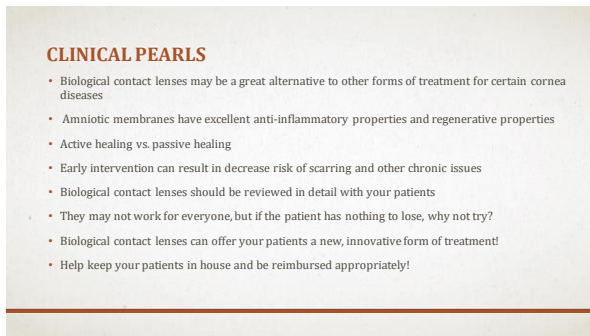 CLINICAL PEARLS
• Biological contact lenses may be a great alternative to other forms of treatment for certain cornea
diseases
• Amniotic membranes have excellent anti-inflammatory properties and regenerative properties
• Active healing vs. passive healing
• Early intervention can result in decrease risk of scarring and other chronic issues
• Biological contact lenses should be reviewed in detail with your patients
• They may not work for everyone, but if the patient has nothing to lose, why not try?
• Biological contact lenses can offer your patients a new, innovative form of treatment!
• Help keep your patients in house and be reimbursed appropriately!